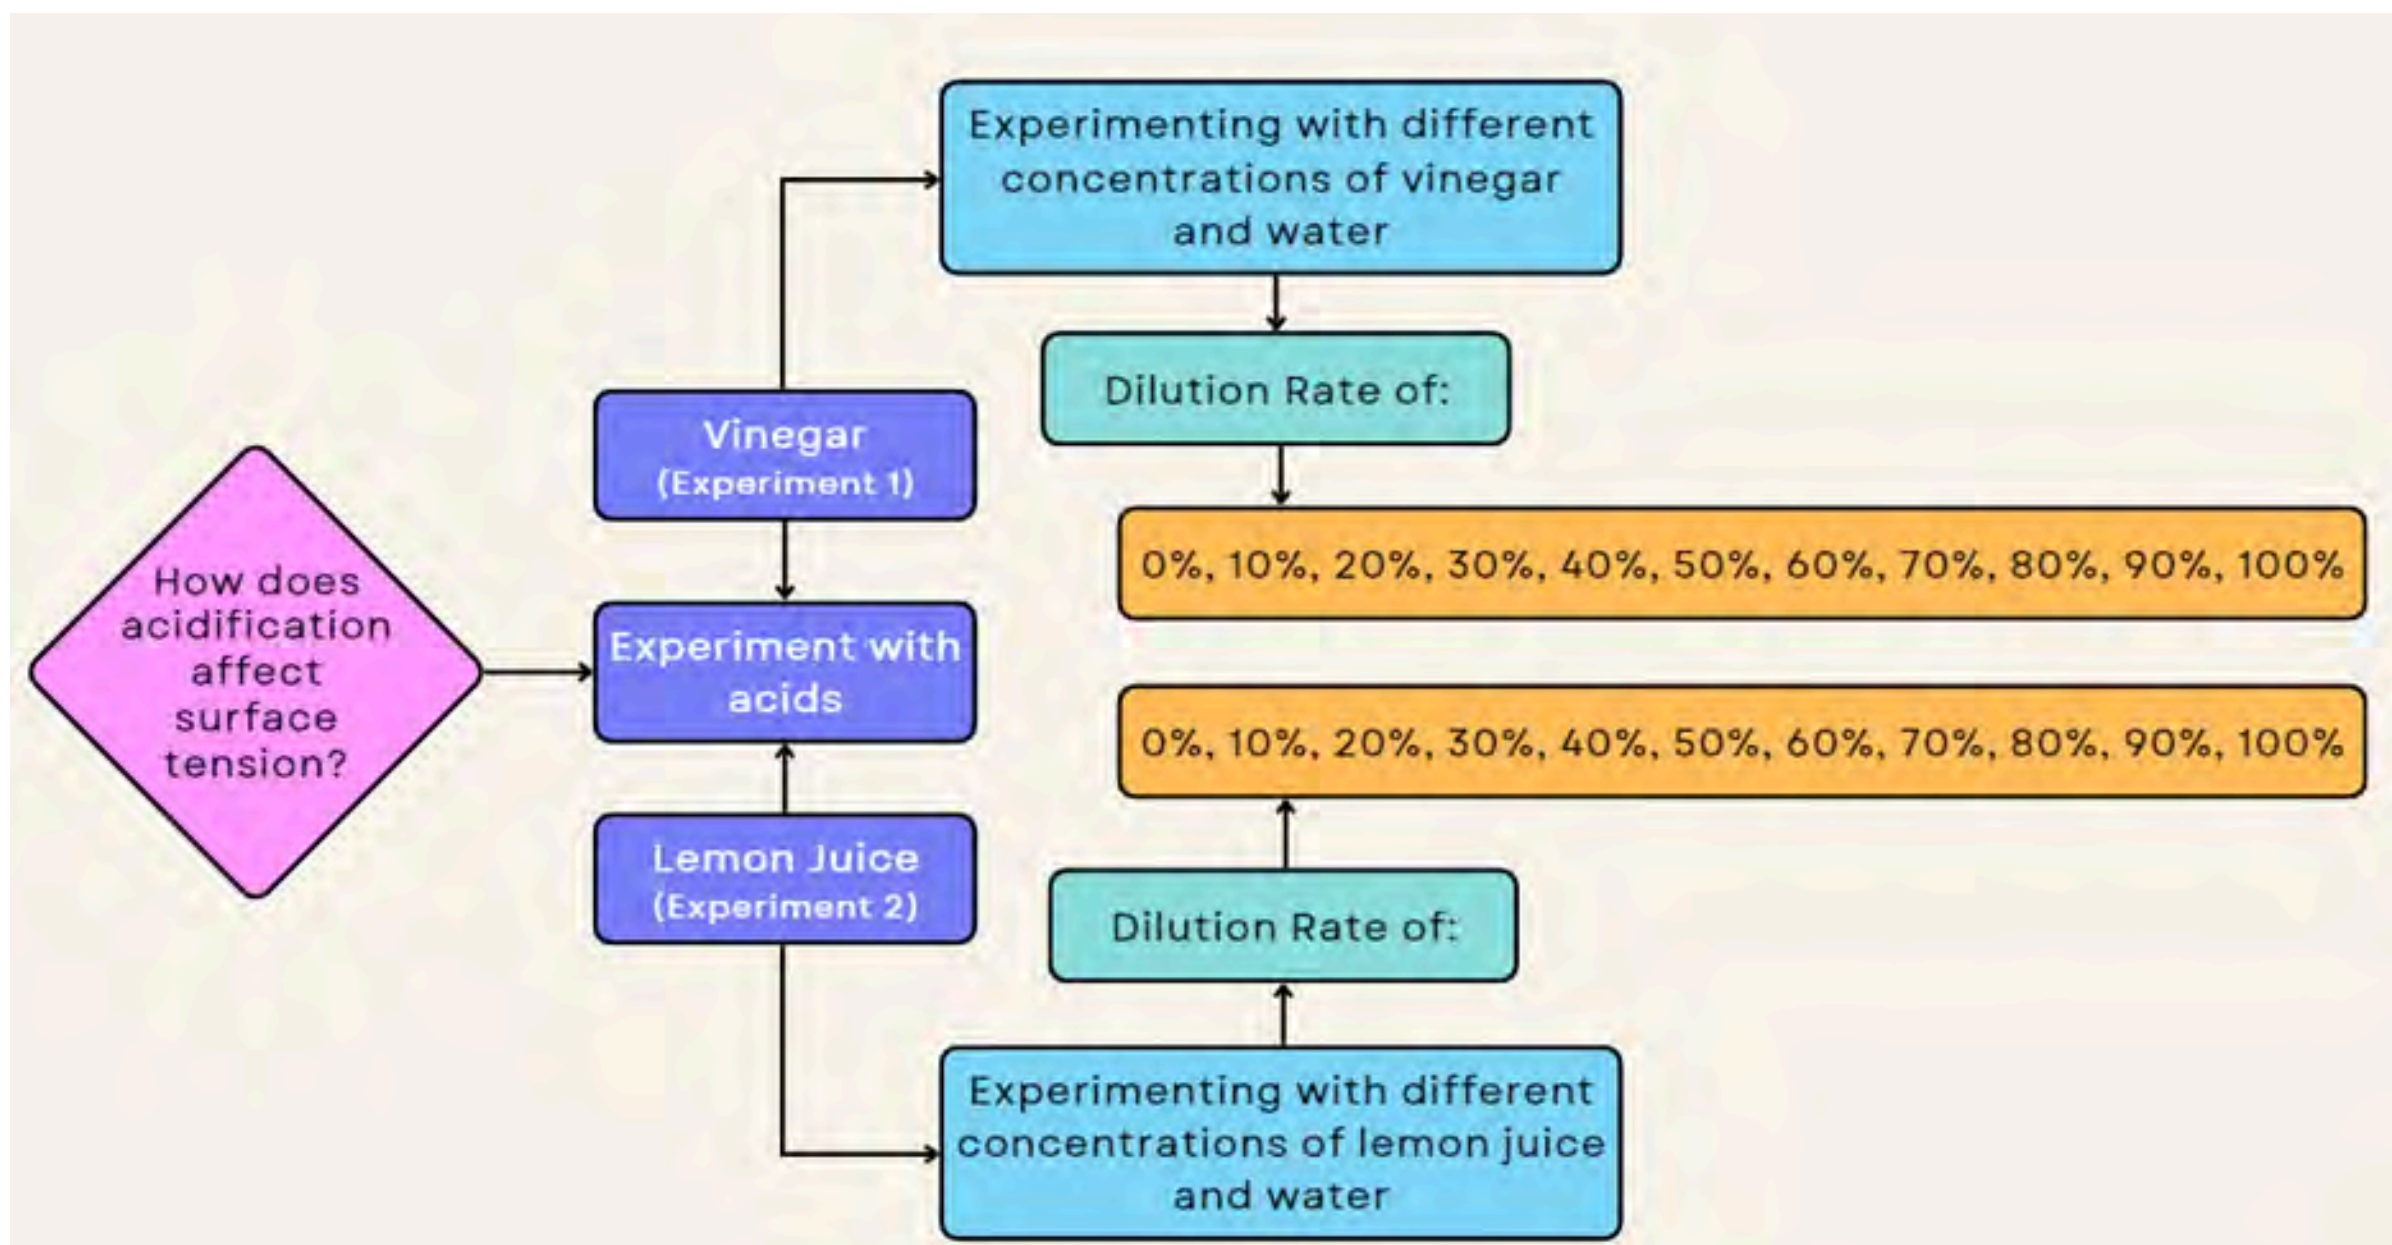 How does
acidification
affect
surface
tension?
Vinegar
(Experiment 1)
Experiment with
acids
Lemon Juice
(Experiment 2)
Experimenting with different
concentrations of vinegar
and water
Dilution Rate of:
0%, 10%, 20%, 30%, 40%, 50%, 60%, 70%, 80%, 90%, 100%
0%, 10%, 20%, 30%, 40%, 50%, 60%, 70%, 80%, 90%, 100%
Dilution Rate of:
Experimenting with different
concentrations of lemon juice
and water